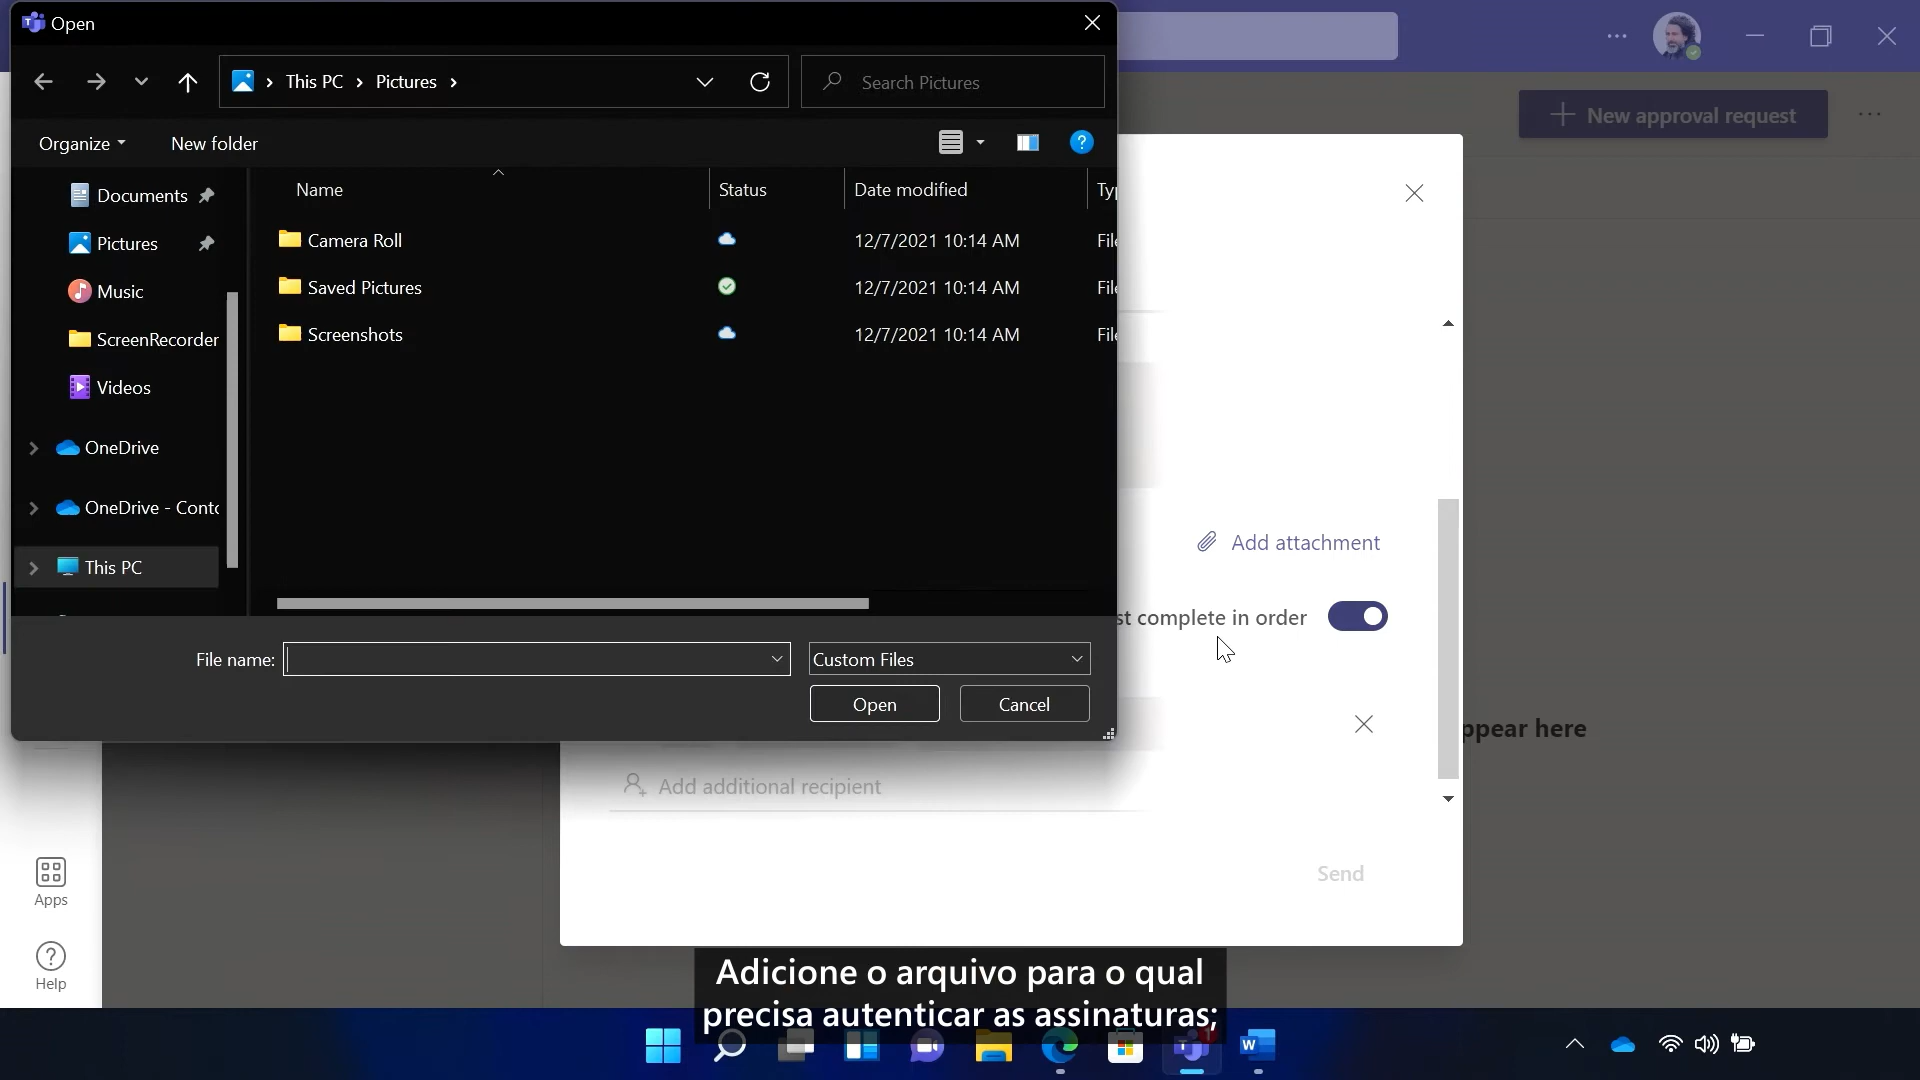 Open
This PC
Pictures
Search Pictures
New approval request
Organize
New folder
Documents
Pictures
Music
ScreenRecorder
Videos
OneDrive
OneDrive - Conto
This PC
Name
Status
Date modified
Typ
Camera Roll
12/7/2021 10:14 AM
File
Saved Pictures
12/7/2021 10:14 AM
File
Screenshots
12/7/2021 10:14 AM
File
File name:
Custom Files
Open
Cancel
Add attachment
st complete in order
ppear here
Add additional recipient
Send
Apps
Help
Adicione o arquivo para o qual
precisa autenticar as assinaturas;